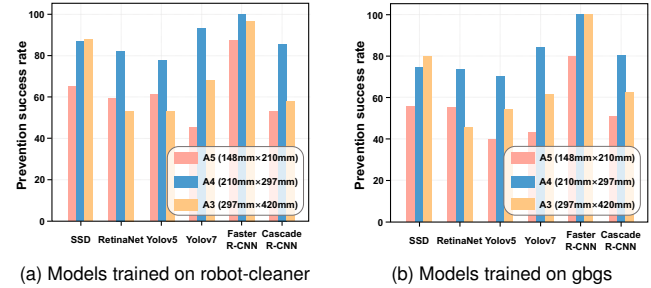 Prevention success rate
100
80
60
40
20
0
A5 (148mm×210mm)
A4 (210mm×297mm)
A3 (297mm×420mm)
SSD RetinaNet Yolov5 Yolov7 Faster R-CNN Cascade R-CNN
(a) Models trained on robot-cleaner
Prevention success rate
100
80
60
40
20
0
A5 (148mm×210mm)
A4 (210mm×297mm)
A3 (297mm×420mm)
SSD RetinaNet Yolov5 Yolov7 Faster R-CNN Cascade R-CNN
(b) Models trained on gbgs